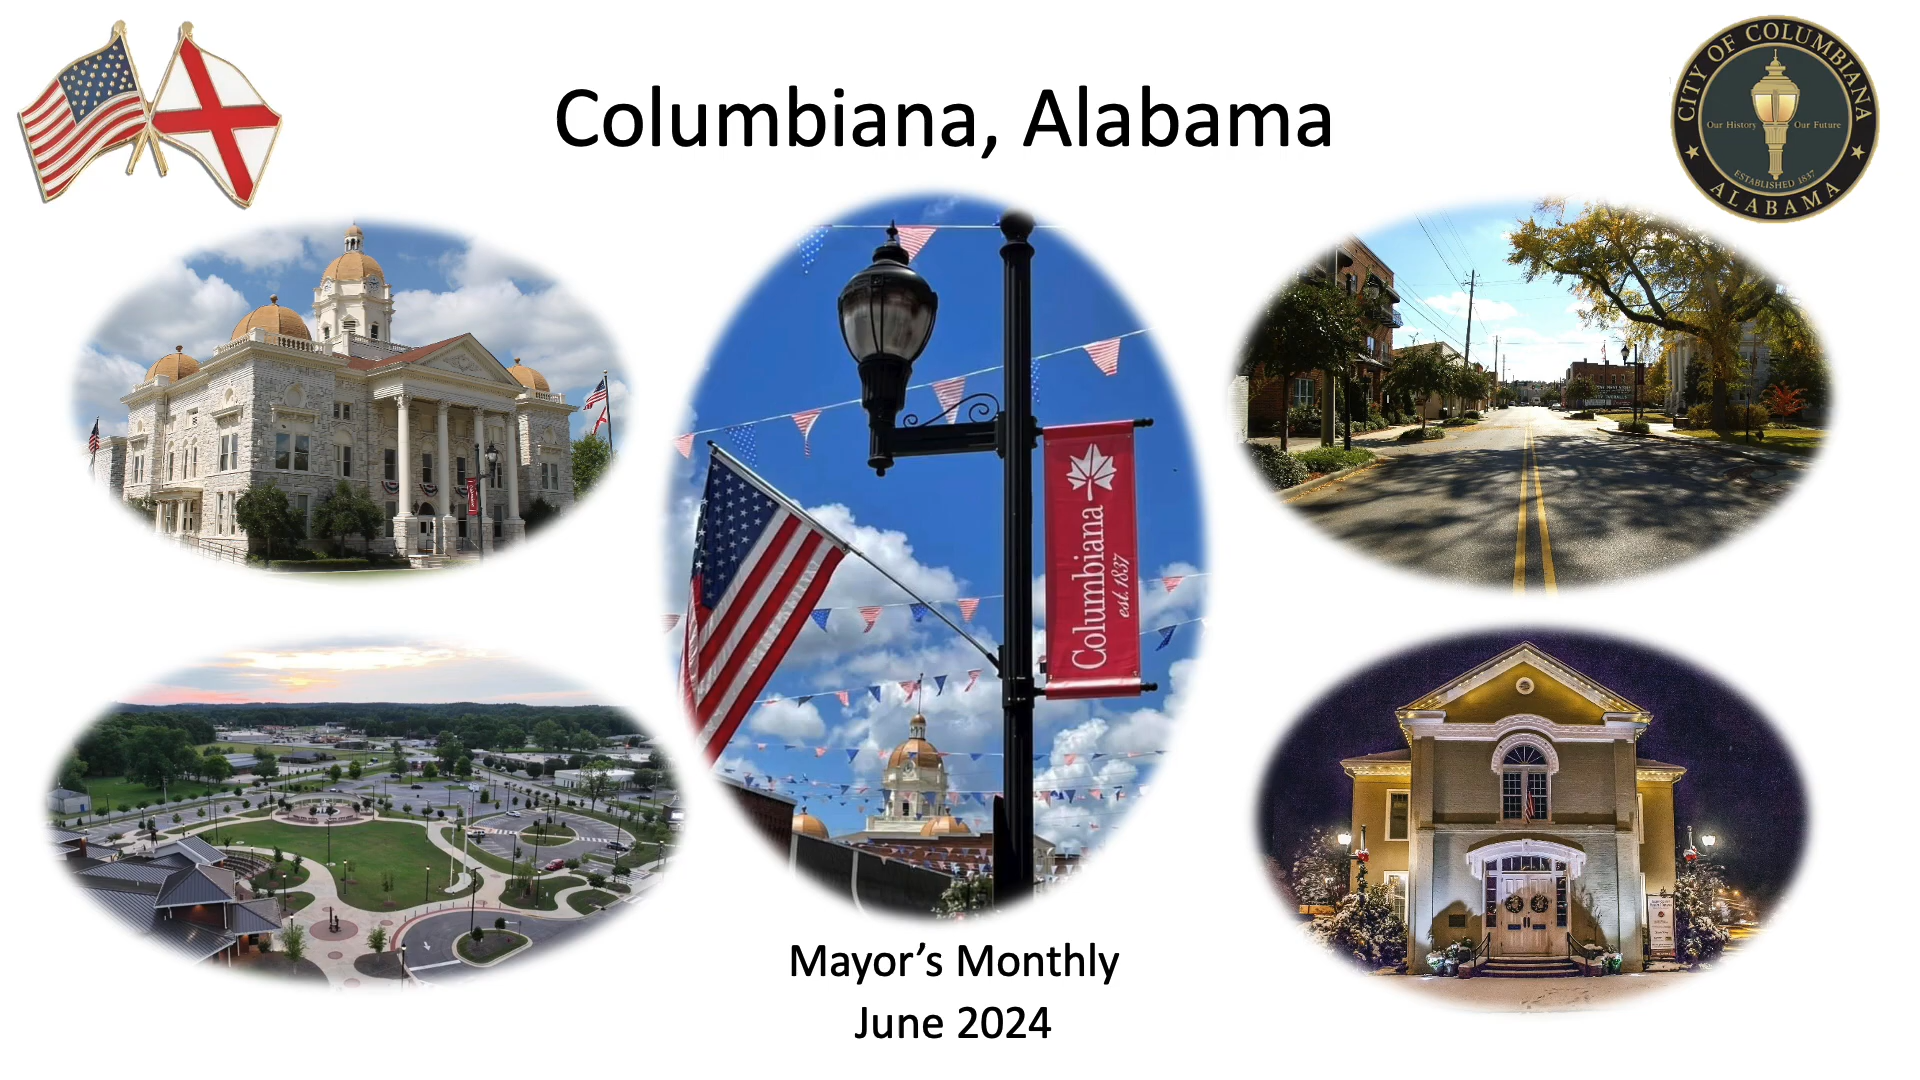 Columbiana, Alabama
CITY OF COLUMBIANA
Our History Our Future
ESTABLISHED 1837
ALABAMA
Columbiana
est. 1837
Mayor's Monthly
June 2024